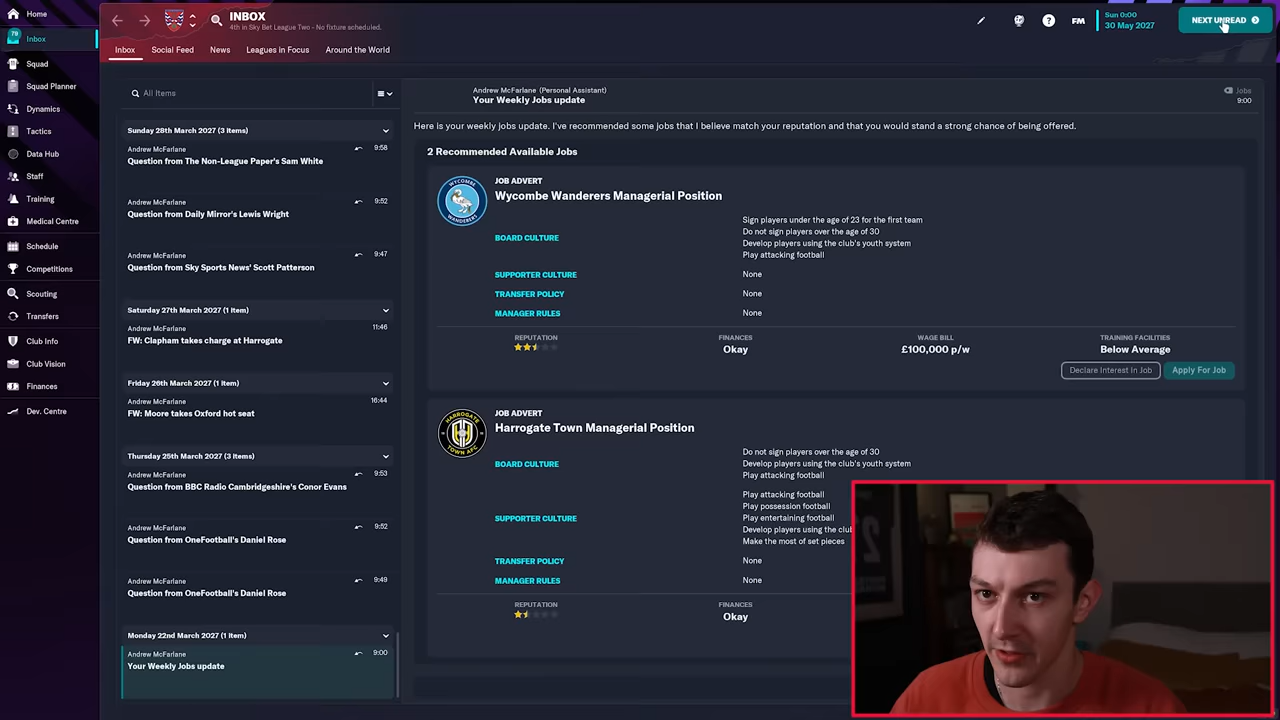 Home
79
Inbox
Squad
Squad Planner
Dynamics
Tactics
Data Hub
Staff
Training
Medical Centre
Schedule
Competitions
Scouting
Transfers
Club Info
Club Vision
Finances
Dev. Centre
INBOX
4th in Sky Bet League Two - No fixture scheduled.
FM
Sun 0:00
30 May 2027
NEXT UNREAD
Inbox
Social Feed
News
Leagues in Focus
Around the World
All Items
Sunday 28th March 2027 (3 Items)
Andrew McFarlane
9:58
Question from The Non-League Paper's Sam White
Andrew McFarlane
9:52
Question from Daily Mirror's Lewis Wright
Andrew McFarlane
9:47
Question from Sky Sports News' Scott Patterson
Saturday 27th March 2027 (1 Item)
Andrew McFarlane
11:46
FW: Clapham takes charge at Harrogate
Friday 26th March 2027 (1 Item)
Andrew McFarlane
16:44
FW: Moore takes Oxford hot seat
Thursday 25th March 2027 (3 Items)
Andrew McFarlane
9:53
Question from BBC Radio Cambridgeshire's Conor Evans
Andrew McFarlane
9:52
Question from OneFootball's Daniel Rose
Andrew McFarlane
9:49
Question from OneFootball's Daniel Rose
Monday 22nd March 2027 (1 Item)
Andrew McFarlane
9:00
Your Weekly Jobs update
Andrew McFarlane (Personal Assistant)
Your Weekly Jobs update
Jobs
9:00
Here is your weekly jobs update. I've recommended some jobs that I believe match your reputation and that you would stand a strong chance of being offered.
2 Recommended Available Jobs
WYCOMBE
WANDERERS
JOB ADVERT
Wycombe Wanderers Managerial Position
BOARD CULTURE
Sign players under the age of 23 for the first team
Do not sign players over the age of 30
Develop players using the club's youth system
Play attacking football
SUPPORTER CULTURE
None
TRANSFER POLICY
None
MANAGER RULES
None
REPUTATION
FINANCES
Okay
WAGE BILL
£100,000 p/w
TRAINING FACILITIES
Below Average
Declare Interest In Job
Apply For Job
HARROGATE
TOWN AFC
JOB ADVERT
Harrogate Town Managerial Position
BOARD CULTURE
Do not sign players over the age of 30
Develop players using the club's youth system
Play attacking football
SUPPORTER CULTURE
Play attacking football
Play possession football
Play entertaining football
Develop players using the club
Make the most of set pieces
TRANSFER POLICY
None
MANAGER RULES
None
REPUTATION
FINANCES
Okay